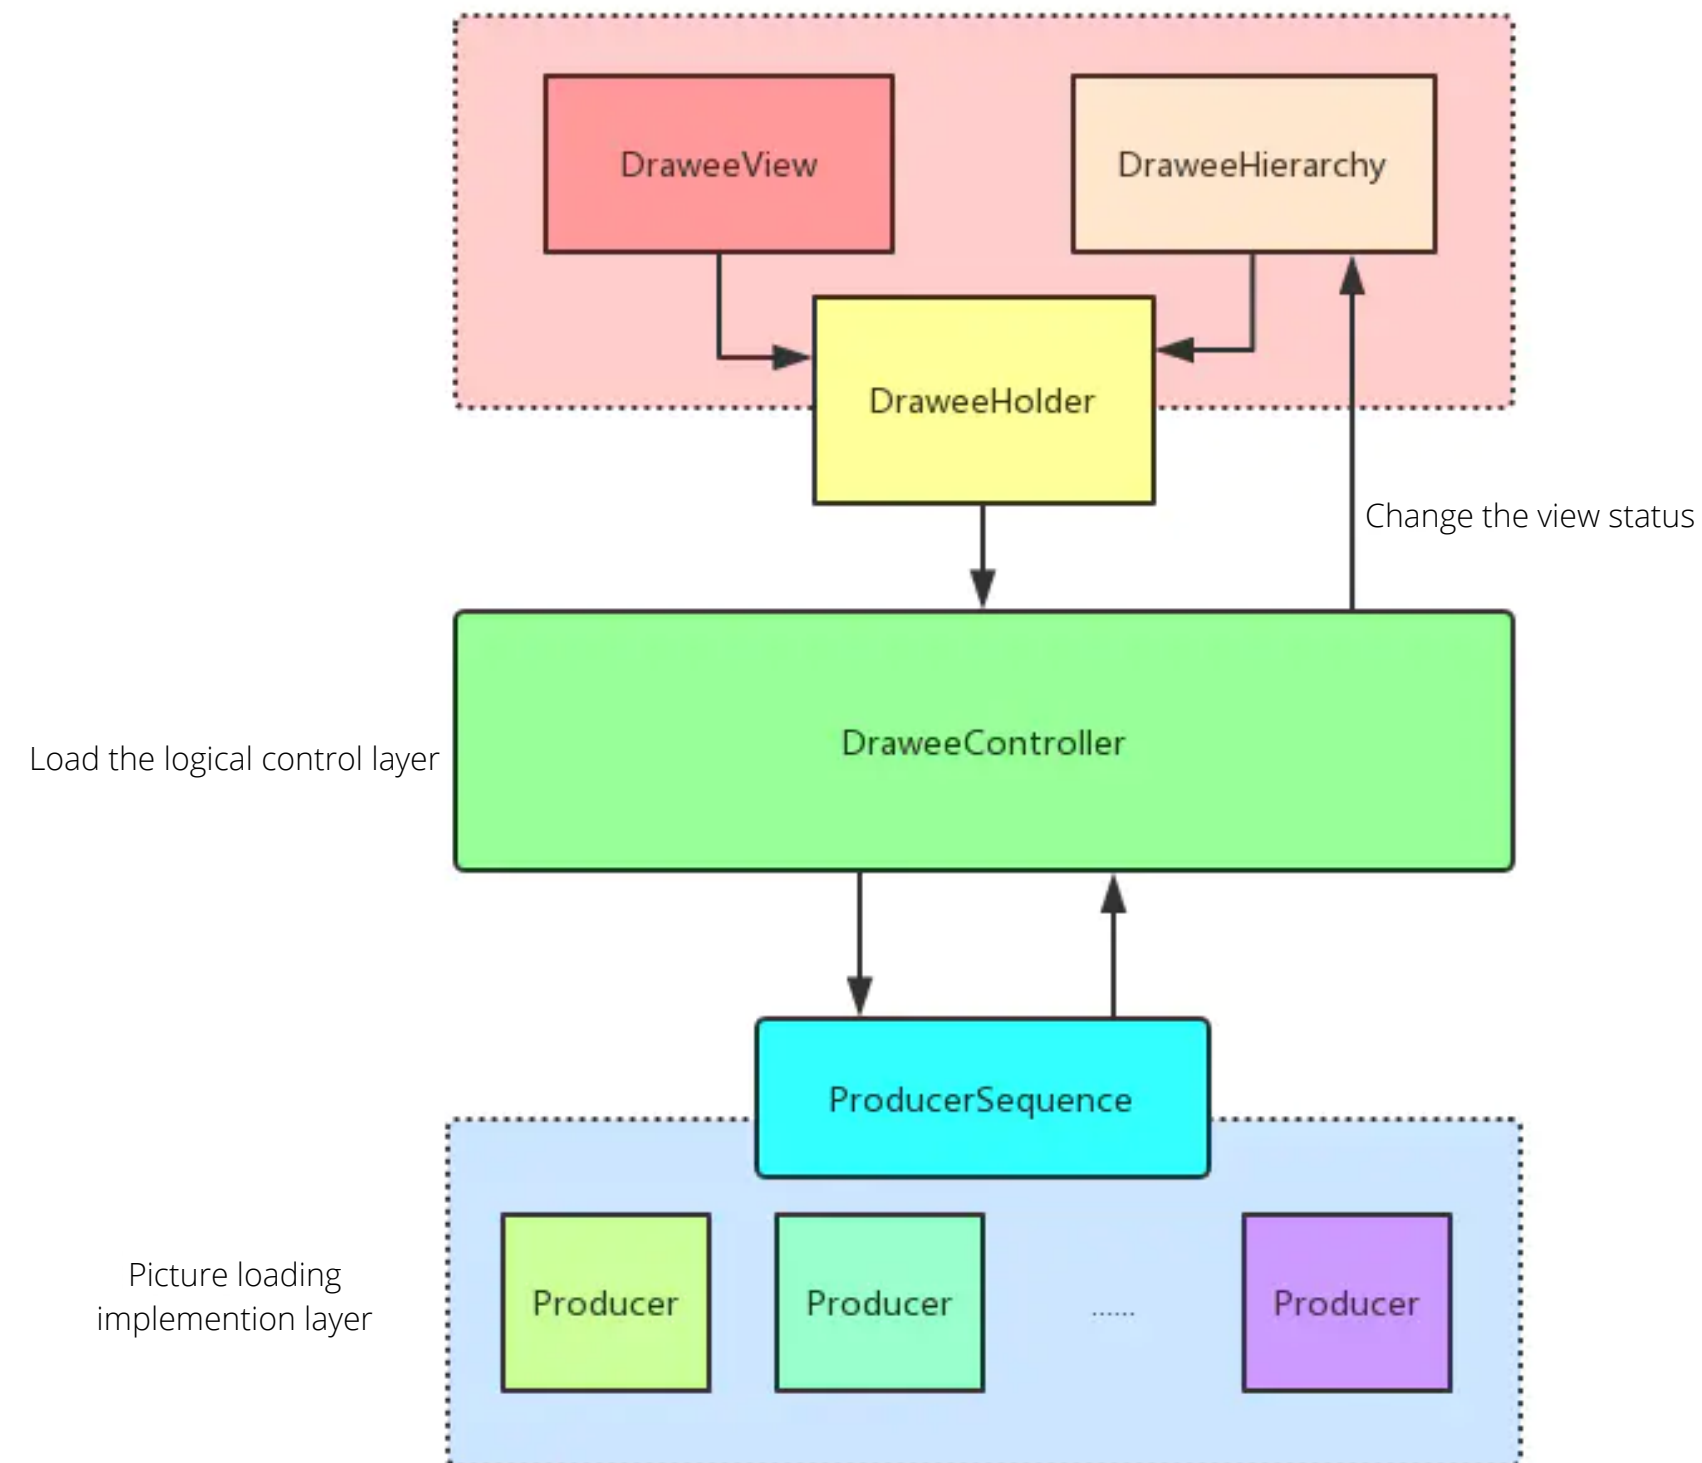 DraweeView
DraweeHierarchy
DraweeHolder
Change the view status
Load the logical control layer
DraweeController
ProducerSequence
Picture loading
implemention layer
Producer
Producer
......
Producer